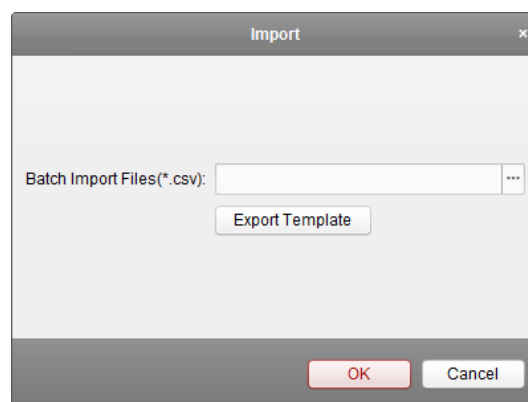 Import ×
Batch Import Files(*.csv): ...
Export Template
OK Cancel